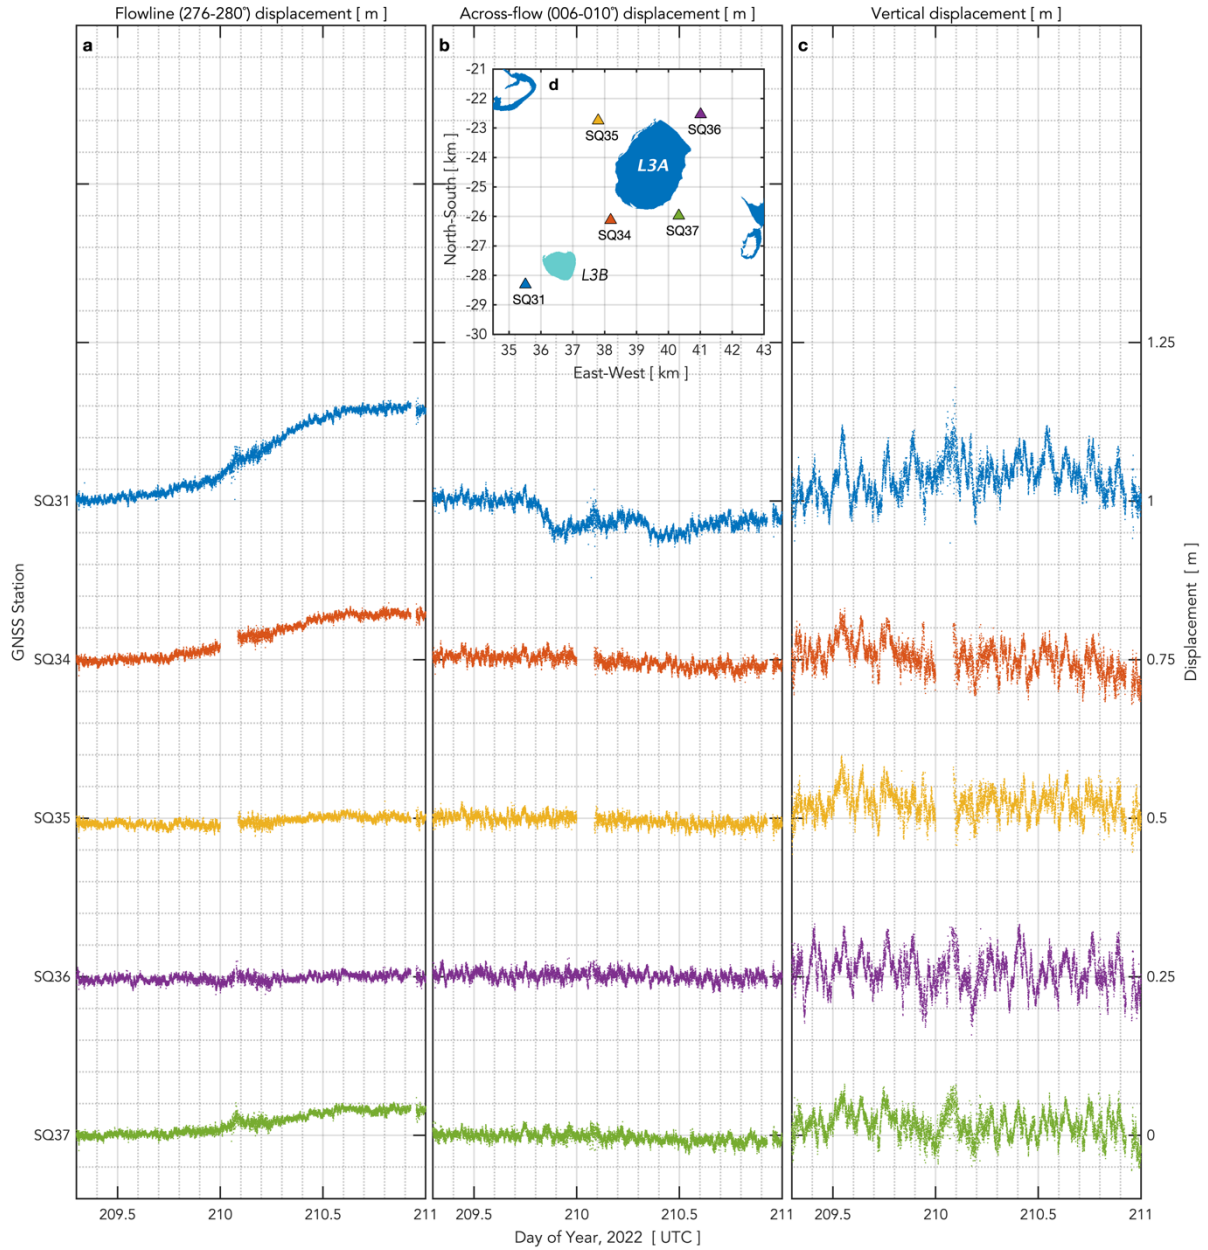 Flowline (276-280°) displacement [ m ]
Across-flow (006-010°) displacement [ m ]
Vertical displacement [ m ]
a
b
c
d
-21
-22
-23
-24
-25
-26
-27
-28
-29
-30
North-South [ km ]
SQ35
SQ36
L3A
SQ34
SQ37
L3B
SQ31
35 36 37 38 39 40 41 42 43
East-West [ km ]
GNSS Station
SQ31
SQ34
SQ35
SQ36
SQ37
1.25
1
0.75
0.5
0.25
0
Displacement [ m ]
209.5 210 210.5 211
209.5 210 210.5 211
209.5 210 210.5 211
Day of Year, 2022 [ UTC ]